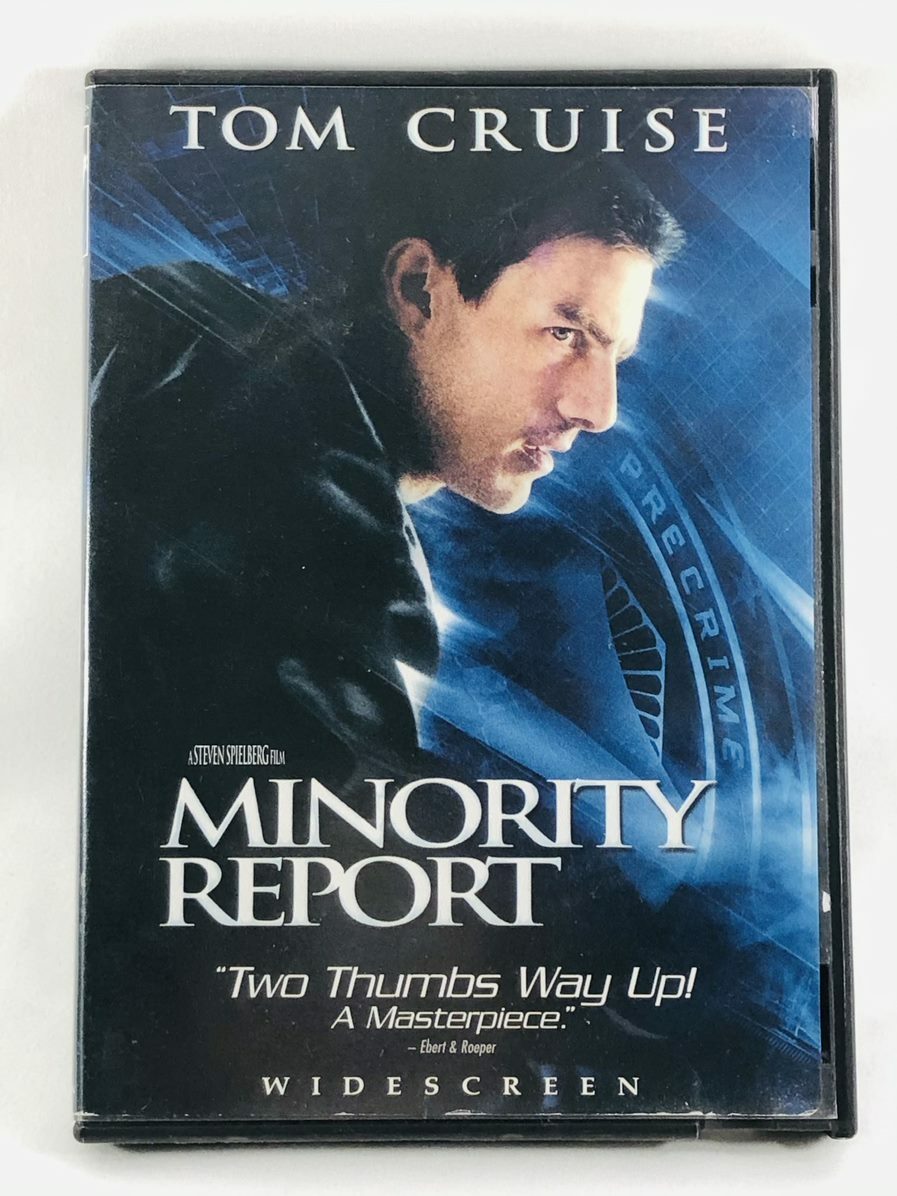 TOM CRUISE
PRECRIME
A STEVEN SPIELBERG FILM
MINORITY
REPORT
“Two Thumbs Way Up!
A Masterpiece.”
– Ebert & Roeper
WIDESCREEN